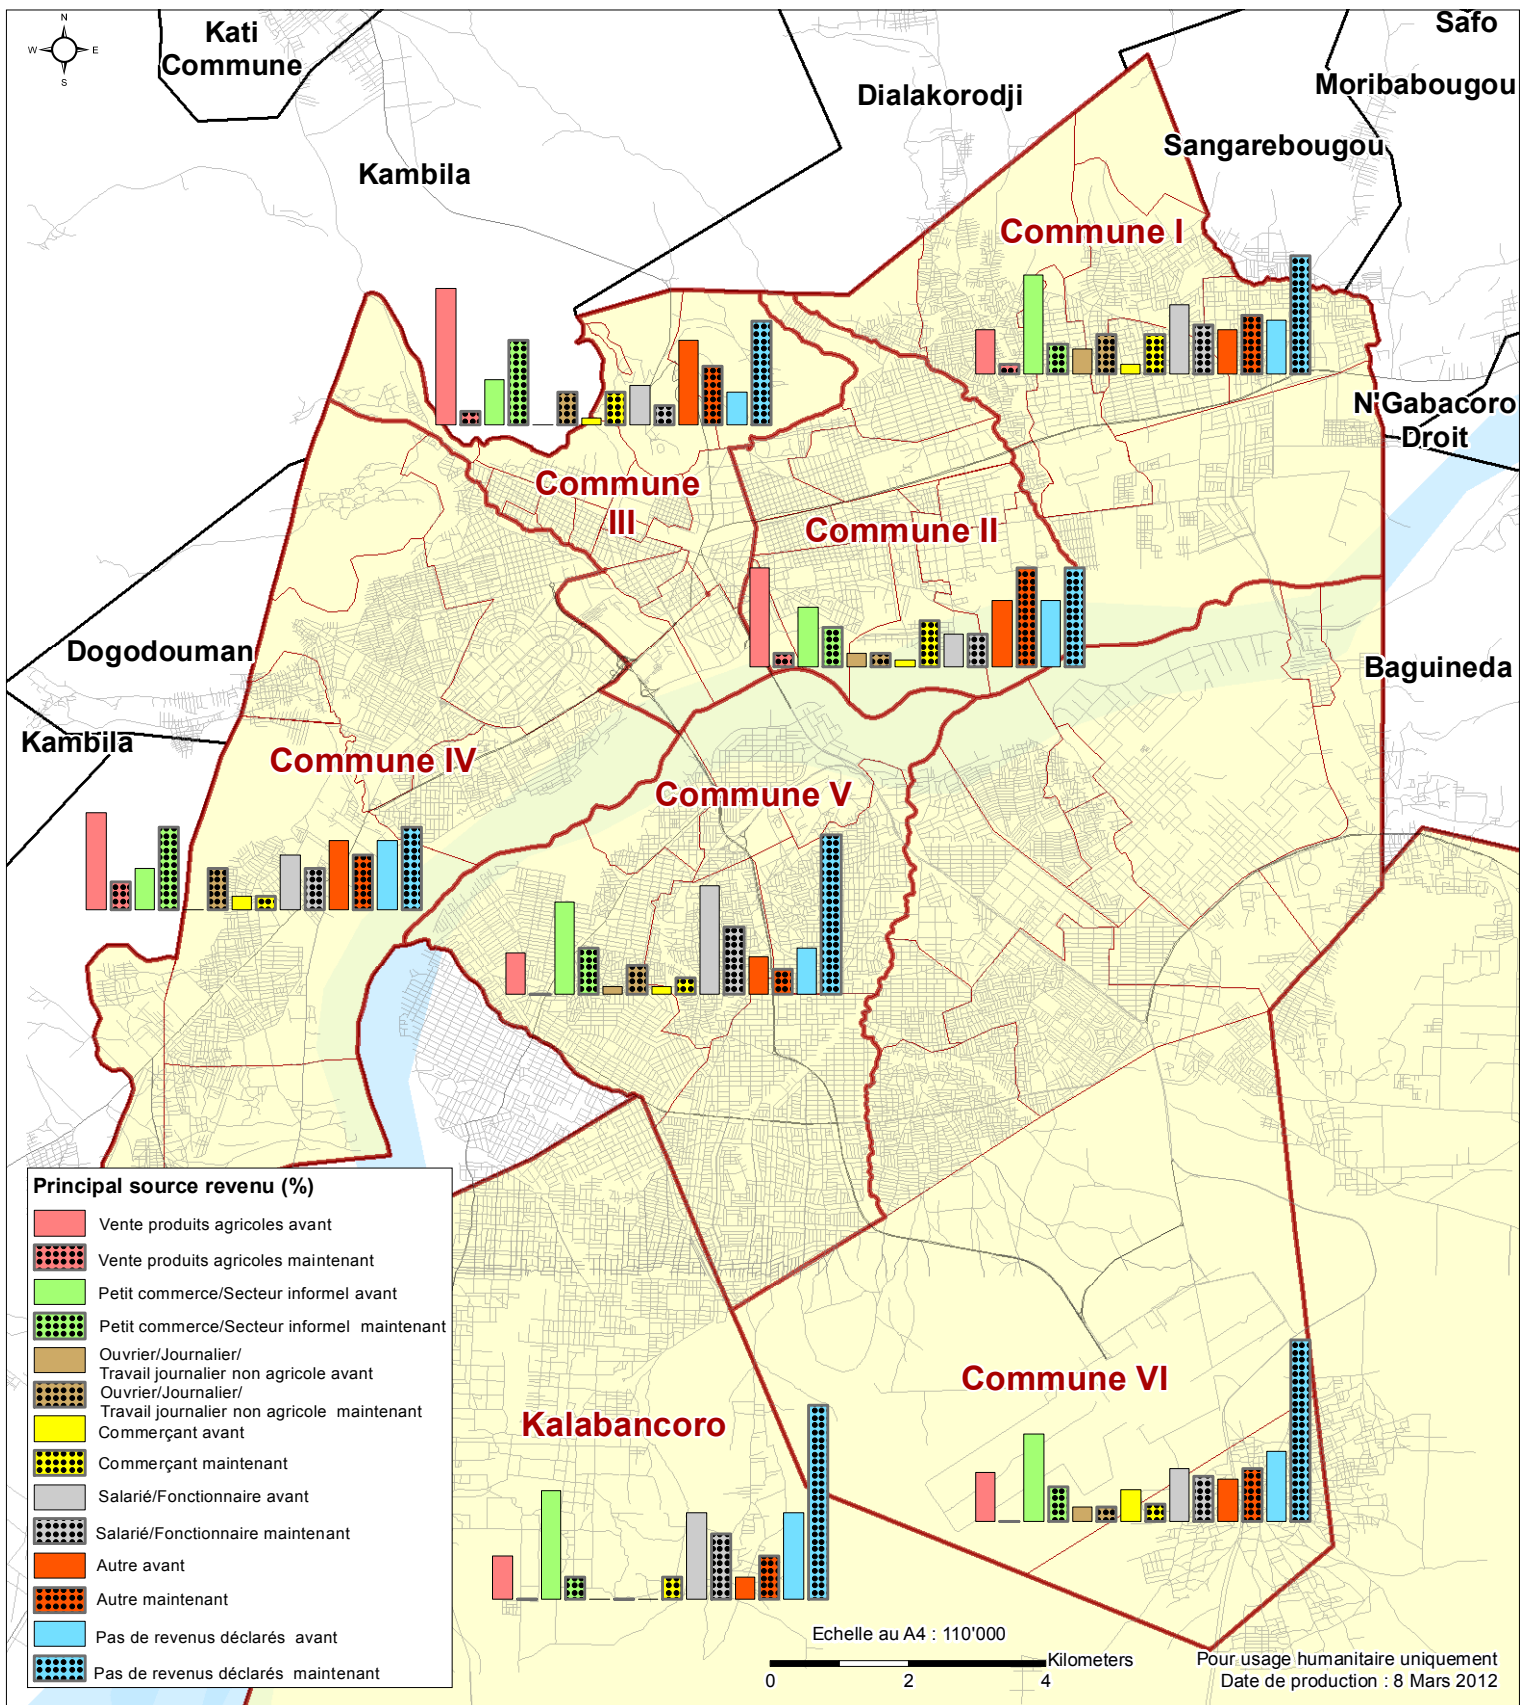 N
W E
S
Kati
Commune
Safo
Moribabougou
Dialakorodji
Sangarebougou
Kambila
Commune I
N'Gabacoro
Droit
Commune
III
Commune II
Dogodouman
Baguineda
Kambila
Commune IV
Commune V
Commune VI
Kalabancoro
Principal source revenu (%)
Vente produits agricoles avant
Vente produits agricoles maintenant
Petit commerce/Secteur informel avant
Petit commerce/Secteur informel maintenant
Ouvrier/Journalier/
Travail journalier non agricole avant
Ouvrier/Journalier/
Travail journalier non agricole maintenant
Commerçant avant
Commerçant maintenant
Salarié/Fonctionnaire avant
Salarié/Fonctionnaire maintenant
Autre avant
Autre maintenant
Pas de revenus déclarés avant
Pas de revenus déclarés maintenant
Echelle au A4 : 110'000
Kilometers
0 2 4
Pour usage humanitaire uniquement
Date de production : 8 Mars 2012